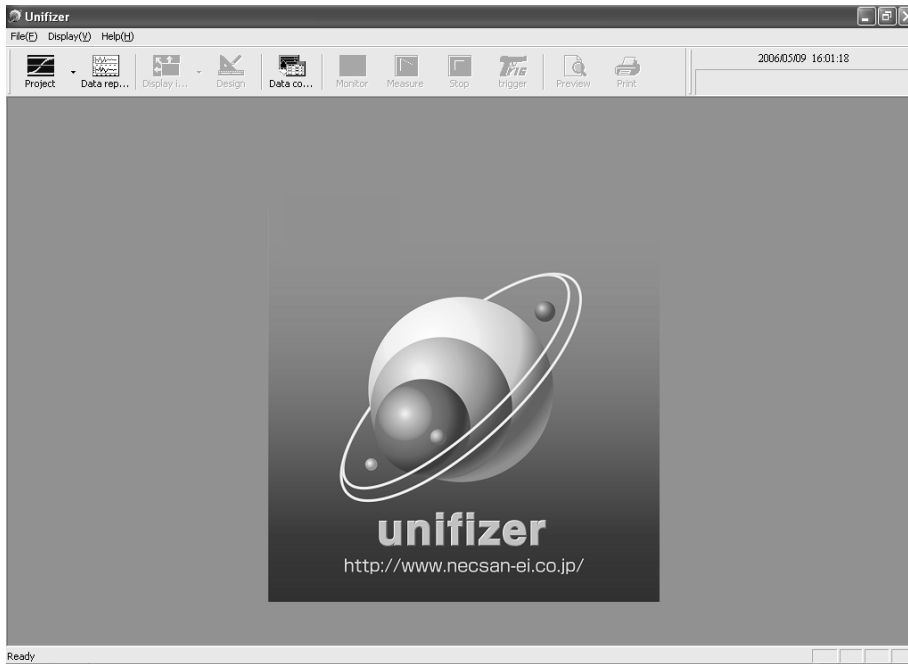 Unifizer
File(F) Display(V) Help(H)
2006/05/09 16:01:18
Project Data rep... Display i... Design Data co... Monitor Measure Stop trigger Preview Print
unifizer
http://www.necsan-ei.co.jp/
Ready